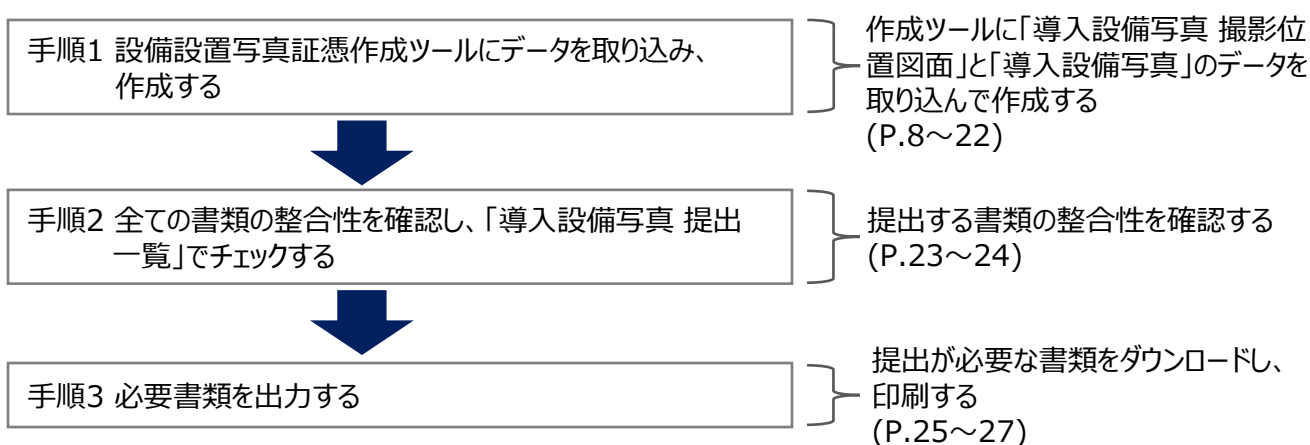 手順1 設備設置写真証憑作成ツールにデータを取り込み、
作成する
作成ツールに「導入設備写真 撮影位
置図面」と「導入設備写真」のデータを
取り込んで作成する
(P.8～22)
手順2 全ての書類の整合性を確認し、「導入設備写真 提出
一覧」でチェックする
提出する書類の整合性を確認する
(P.23～24)
手順3 必要書類を出力する
提出が必要な書類をダウンロードし、
印刷する
(P.25～27)